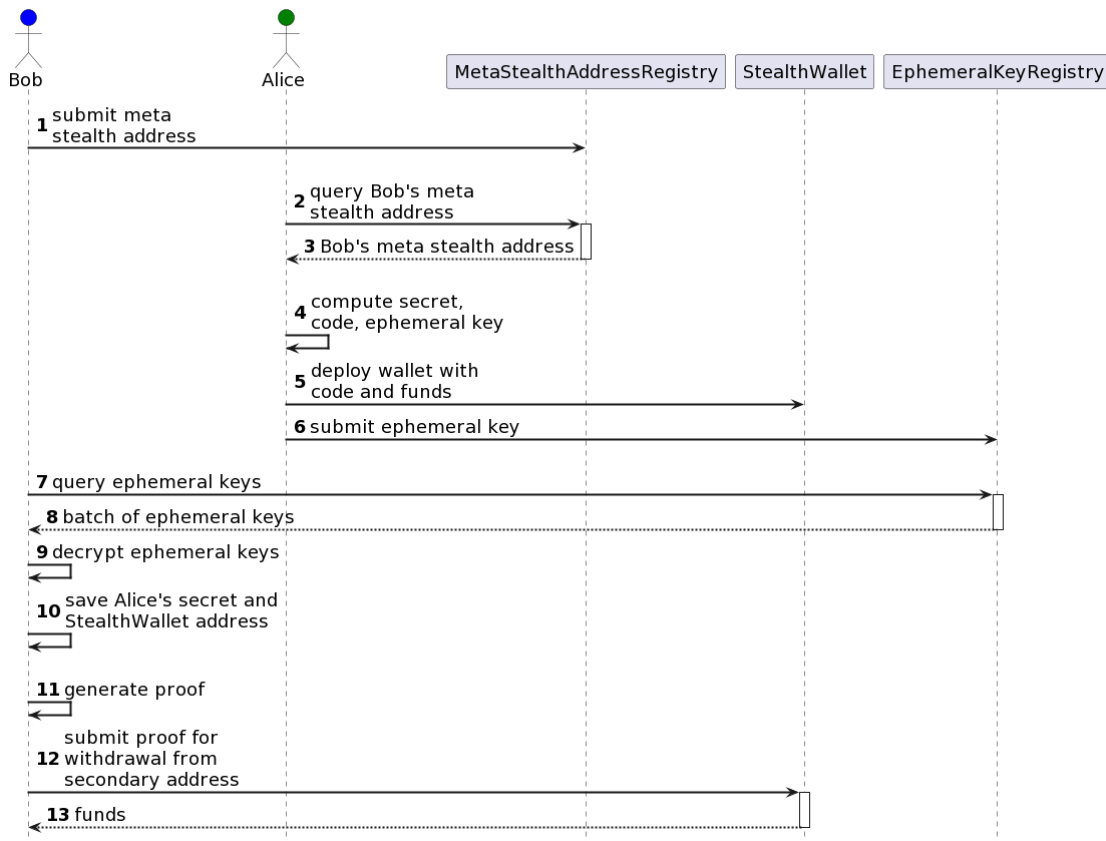 Bob
Alice
MetaStealthAddressRegistry
StealthWallet
EphemeralKeyRegistry
1 submit meta
stealth address
2 query Bob's meta
stealth address
3 Bob's meta stealth address
4 compute secret,
code, ephemeral key
5 deploy wallet with
code and funds
6 submit ephemeral key
7 query ephemeral keys
8 batch of ephemeral keys
9 decrypt ephemeral keys
10 save Alice's secret and
StealthWallet address
11 generate proof
submit proof for
12 withdrawal from
secondary address
13 funds